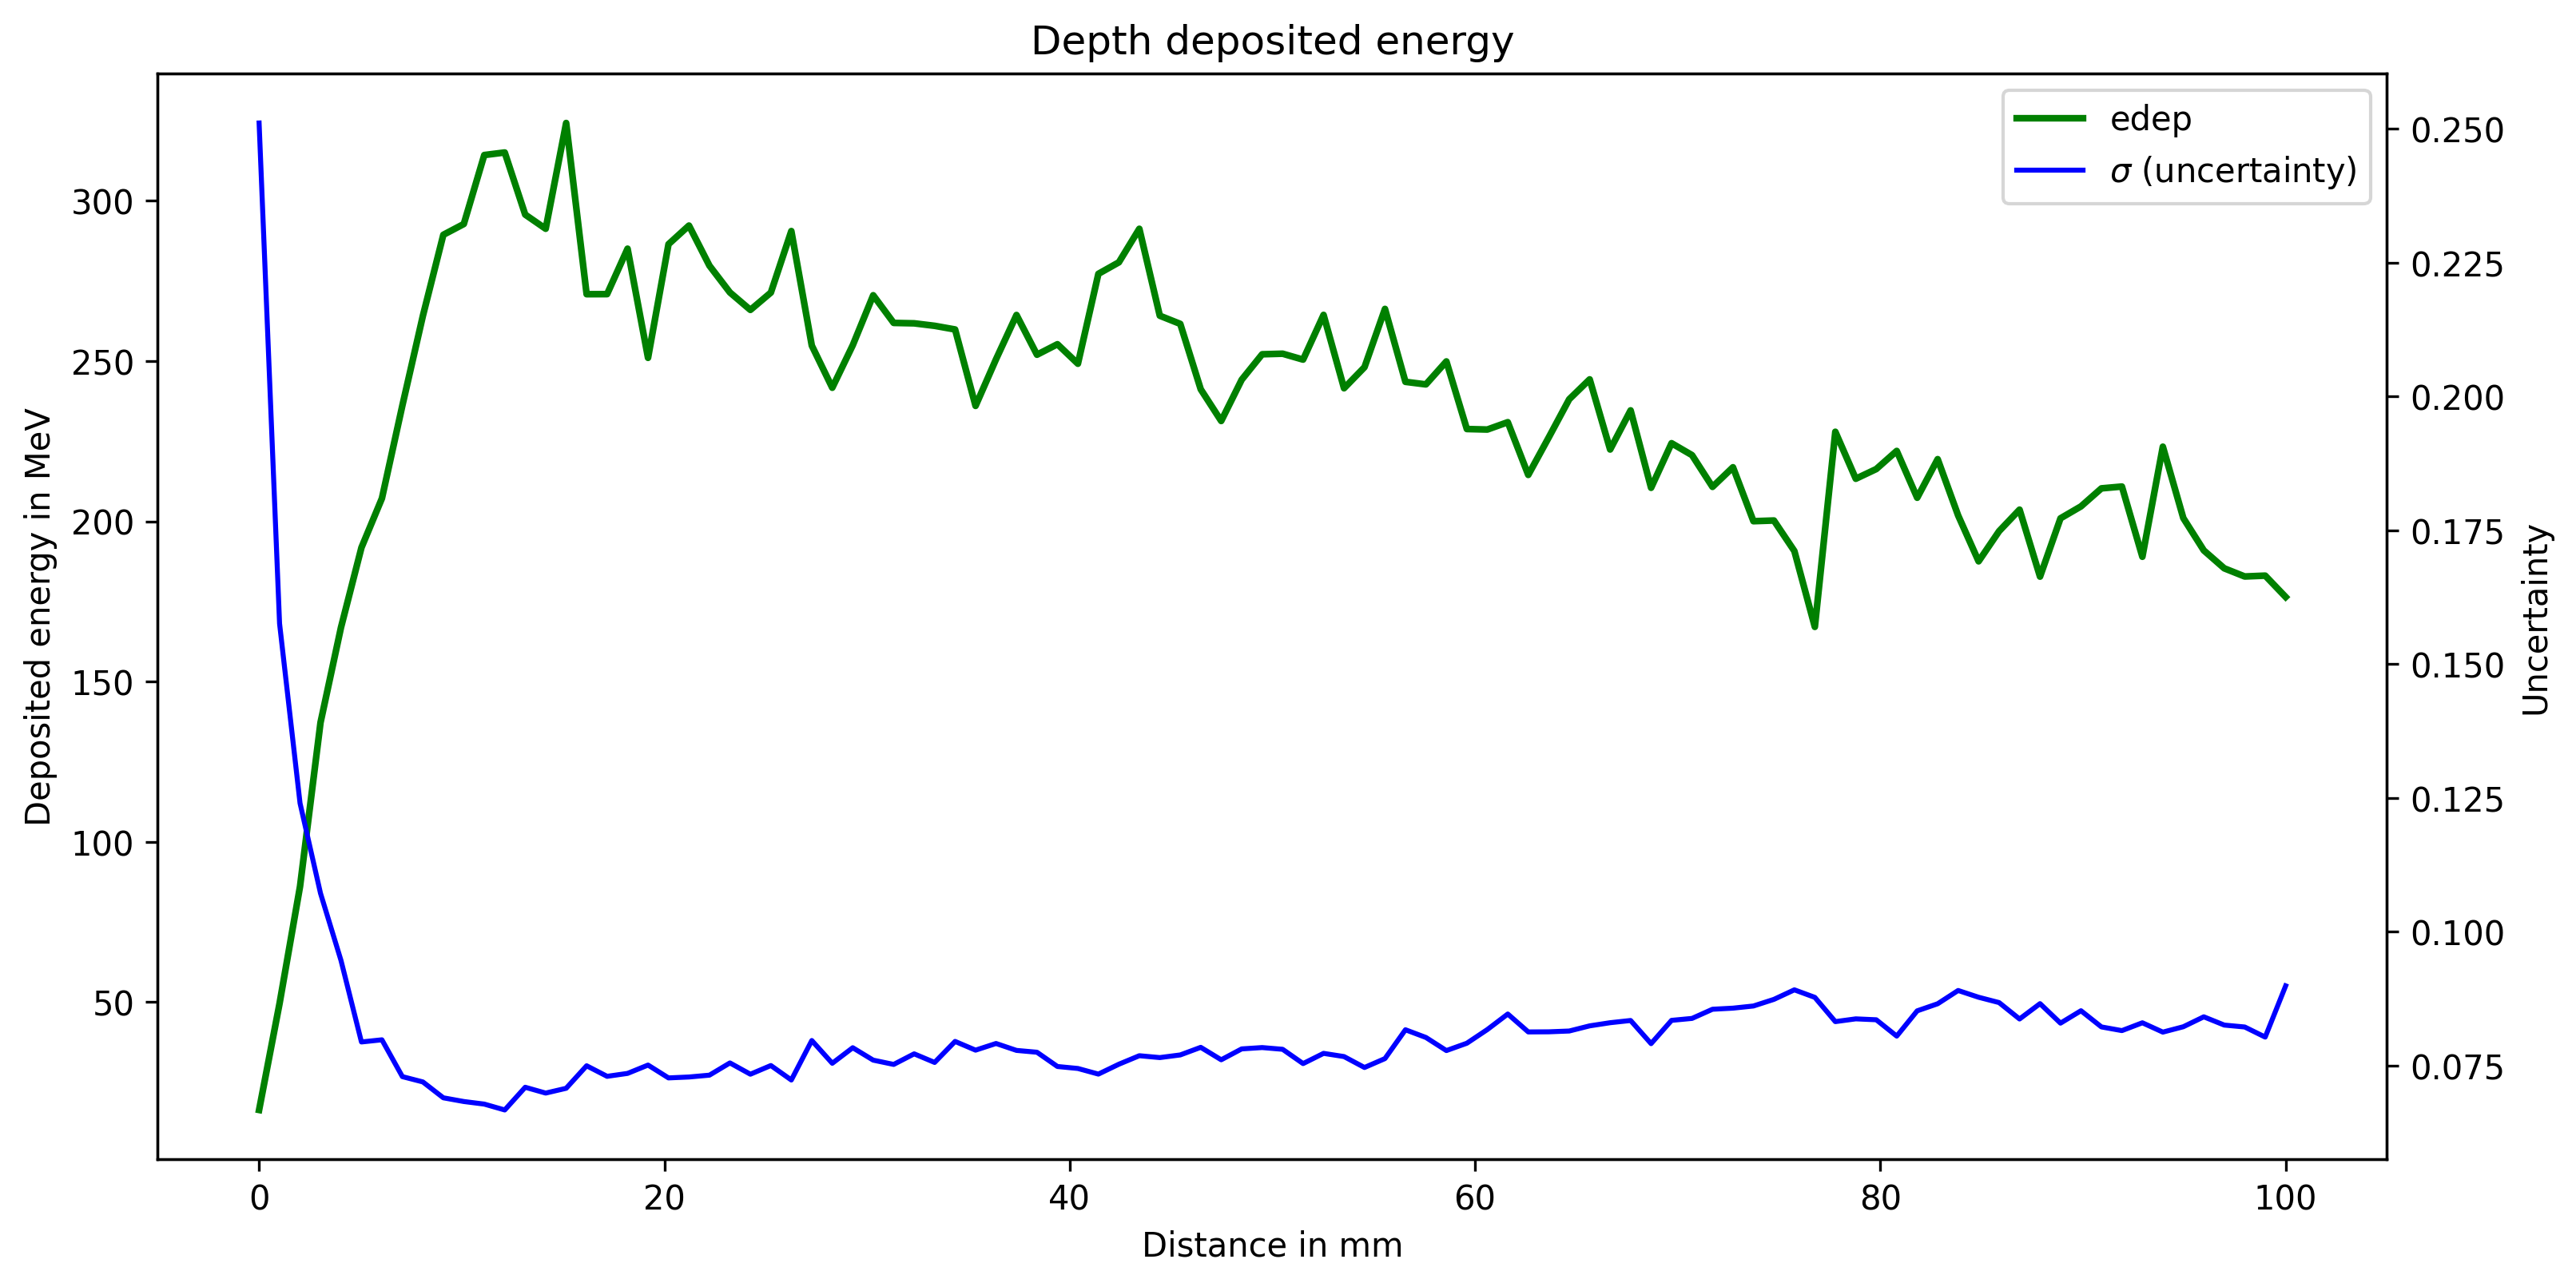 Depth deposited energy
edep
σ (uncertainty)
Deposited energy in MeV
300
250
200
150
100
50
0.250
0.225
0.200
0.175
0.150
0.125
0.100
0.075
Uncertainty
0 20 40 60 80 100
Distance in mm